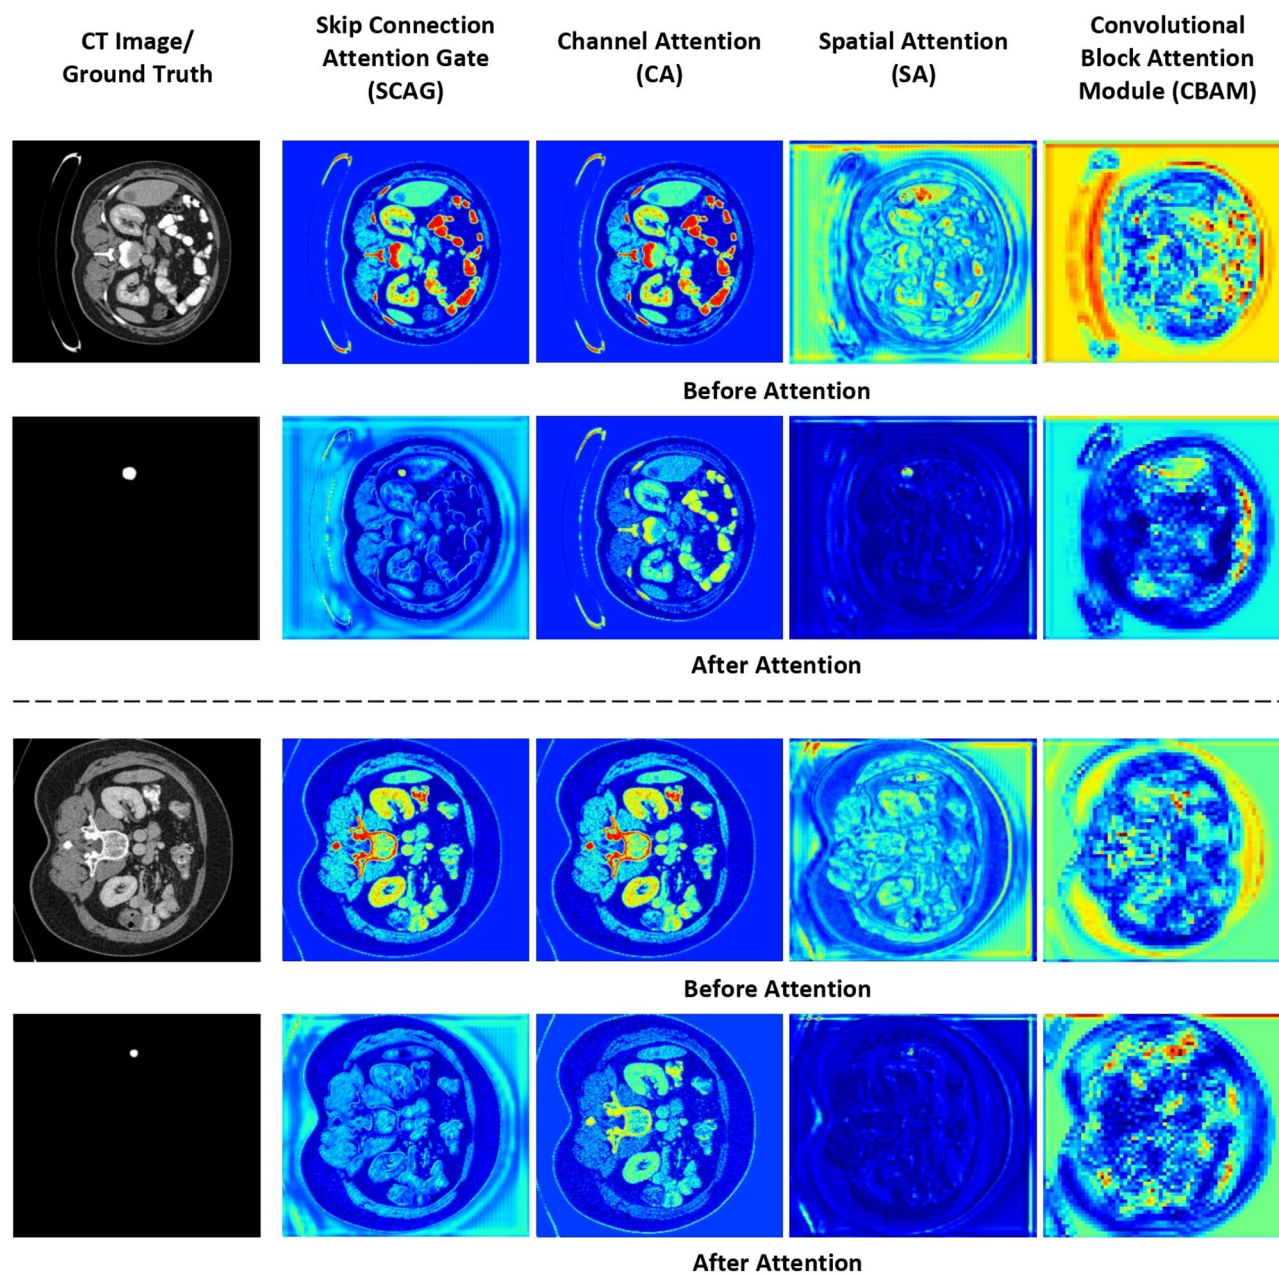 CT Image/
Ground Truth
Skip Connection
Attention Gate
(SCAG)
Channel Attention
(CA)
Spatial Attention
(SA)
Convolutional
Block Attention
Module (CBAM)
Before Attention
After Attention
Before Attention
After Attention